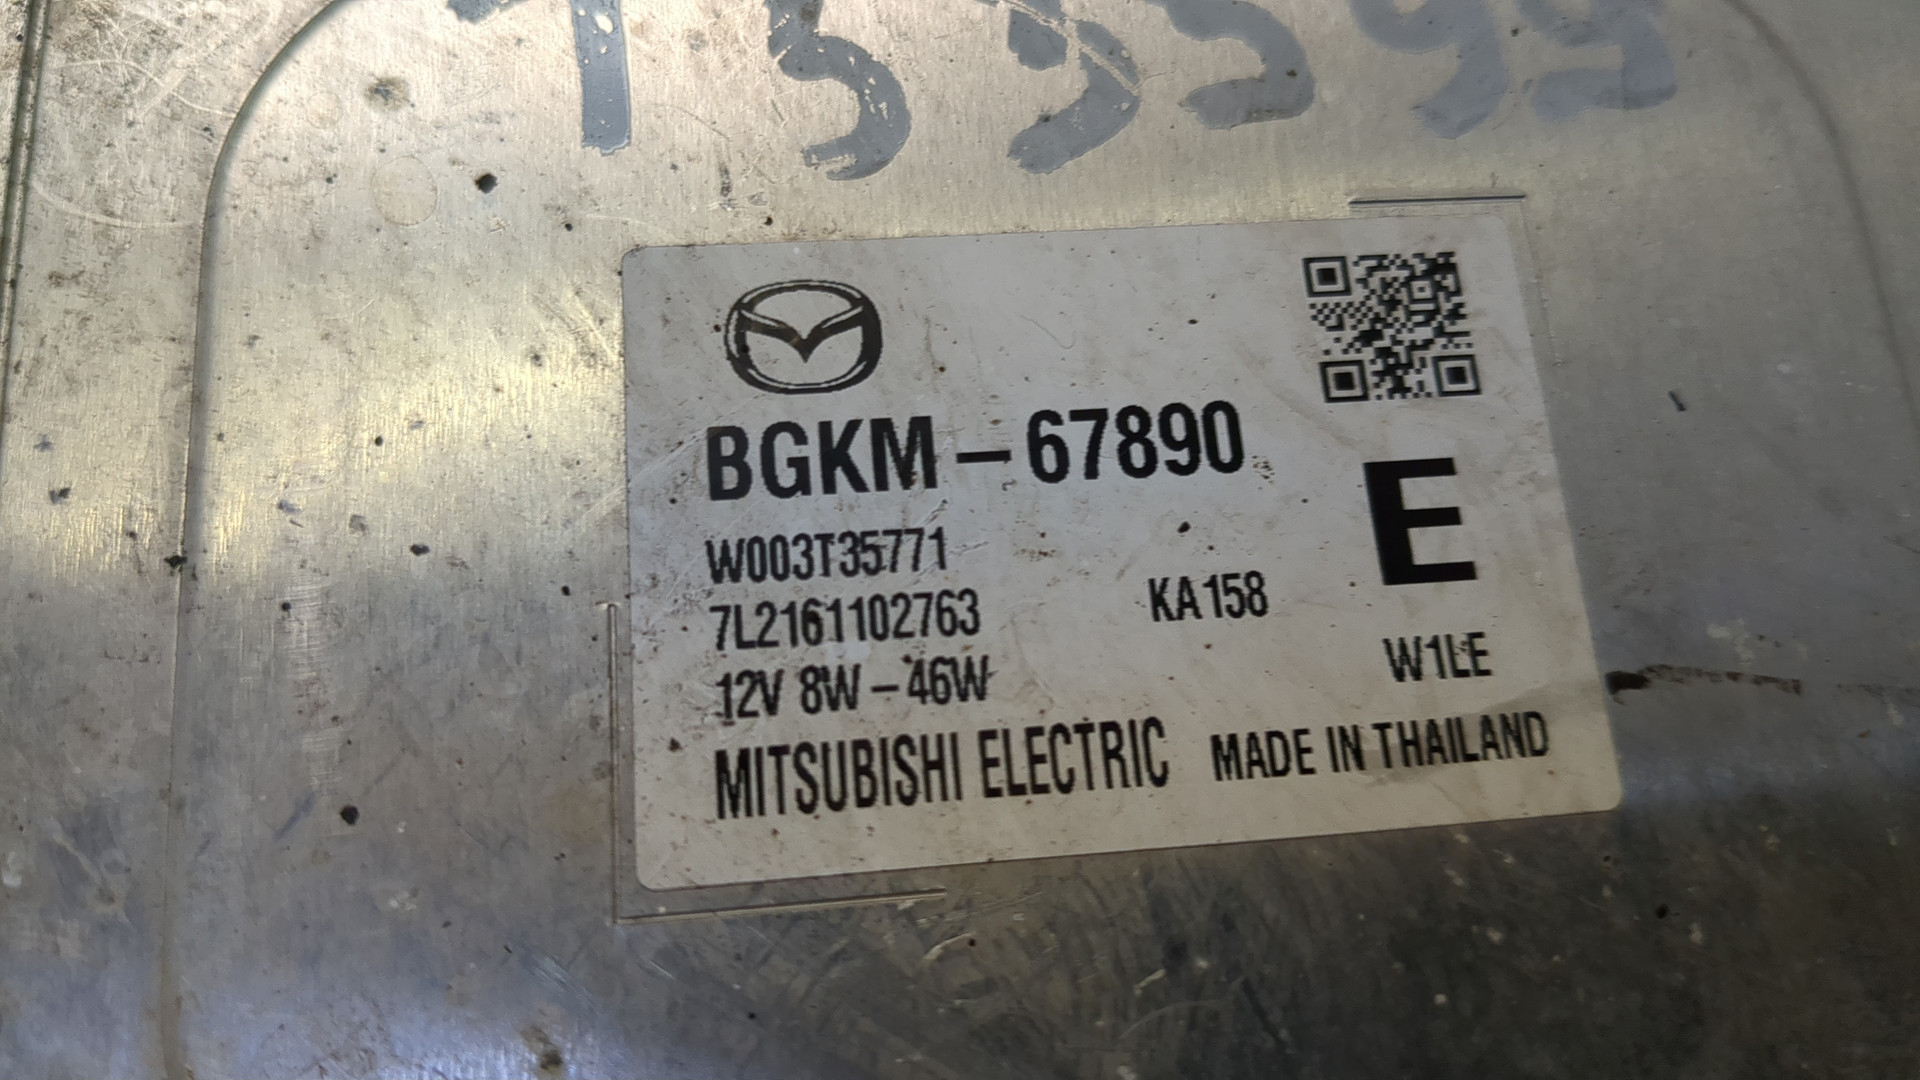 BGKM-67890
W003T35771
7L2161102763 KA158
E
12V 8W-46W W1LE
MITSUBISHI ELECTRIC MADE IN THAILAND